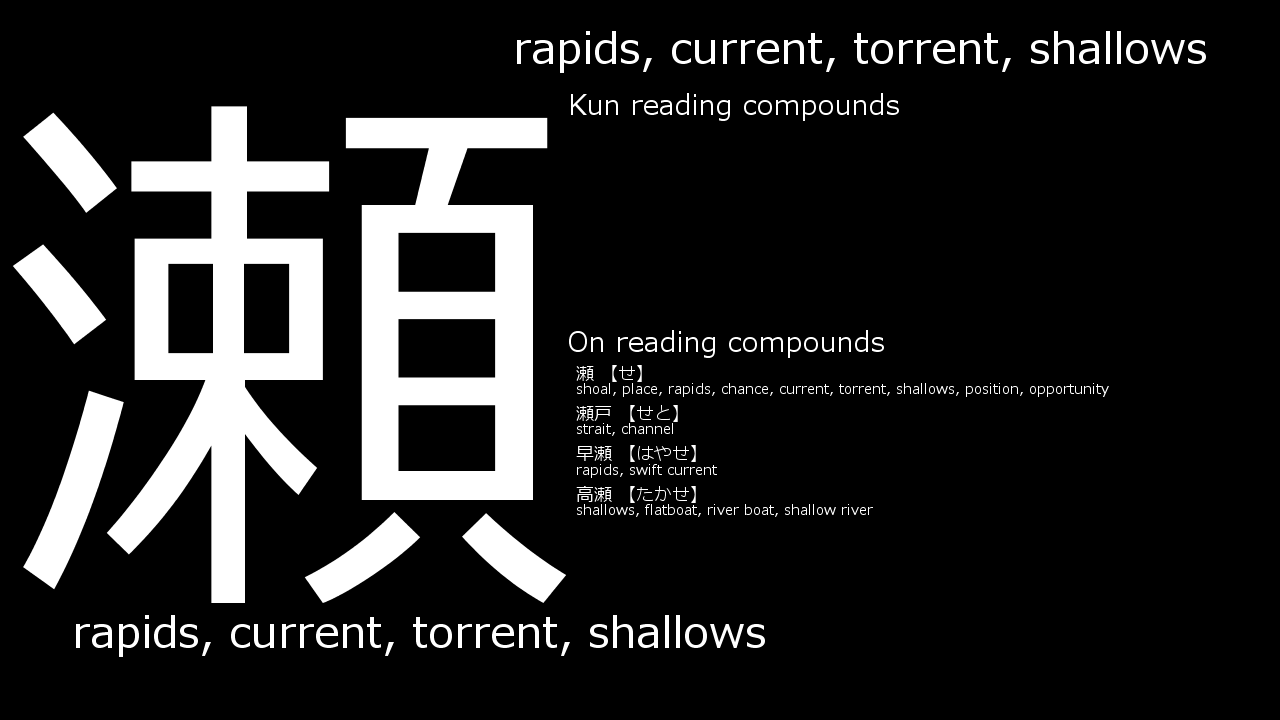 rapids, current, torrent, shallows
Kun reading compounds
瀬
On reading compounds
瀬 【せ】
shoal, place, rapids, chance, current, torrent, shallows, position, opportunity
瀬戸 【せと】
strait, channel
早瀬 【はやせ】
rapids, swift current
高瀬 【たかせ】
shallows, flatboat, river boat, shallow river
rapids, current, torrent, shallows